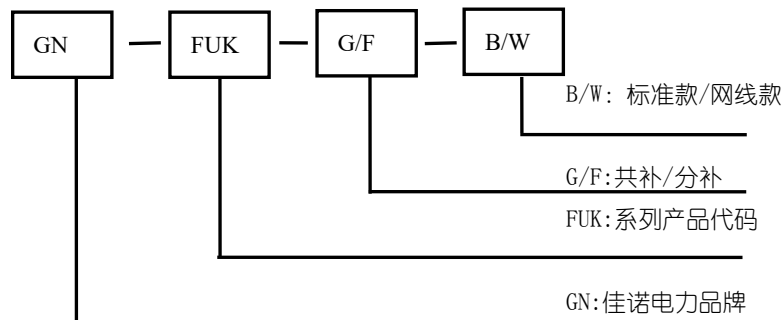 GN — FUK — G/F — B/W
B/W: 标准款/网线款
G/F:共补/分补
FUK:系列产品代码
GN:佳诺电力品牌